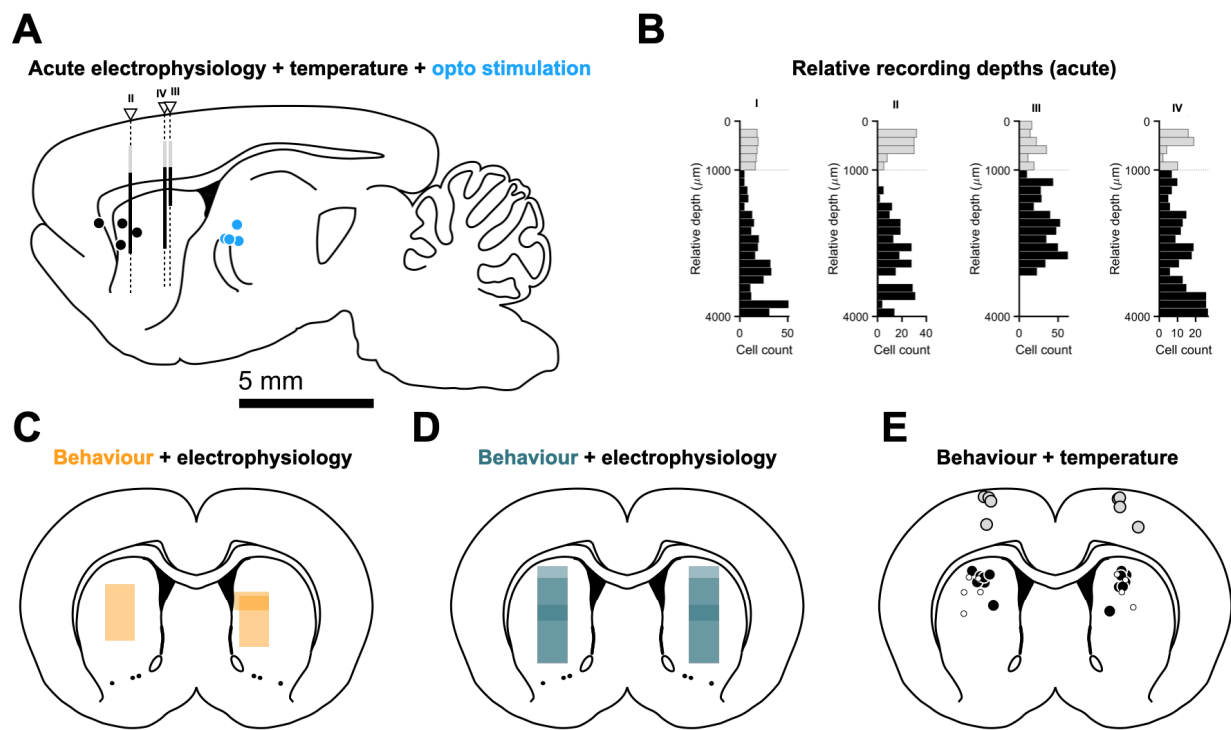 A
Acute electrophysiology + temperature + opto stimulation
II IV III
5 mm
B
Relative recording depths (acute)
I II III IV
0 0 0 0
1000 1000 1000 1000
4000 4000 4000 4000
Relative depth (μm) Relative depth (μm) Relative depth (μm) Relative depth (μm)
0 50 0 20 40 0 50 0 10 20
Cell count Cell count Cell count Cell count
C
Behaviour + electrophysiology
D
Behaviour + electrophysiology
E
Behaviour + temperature